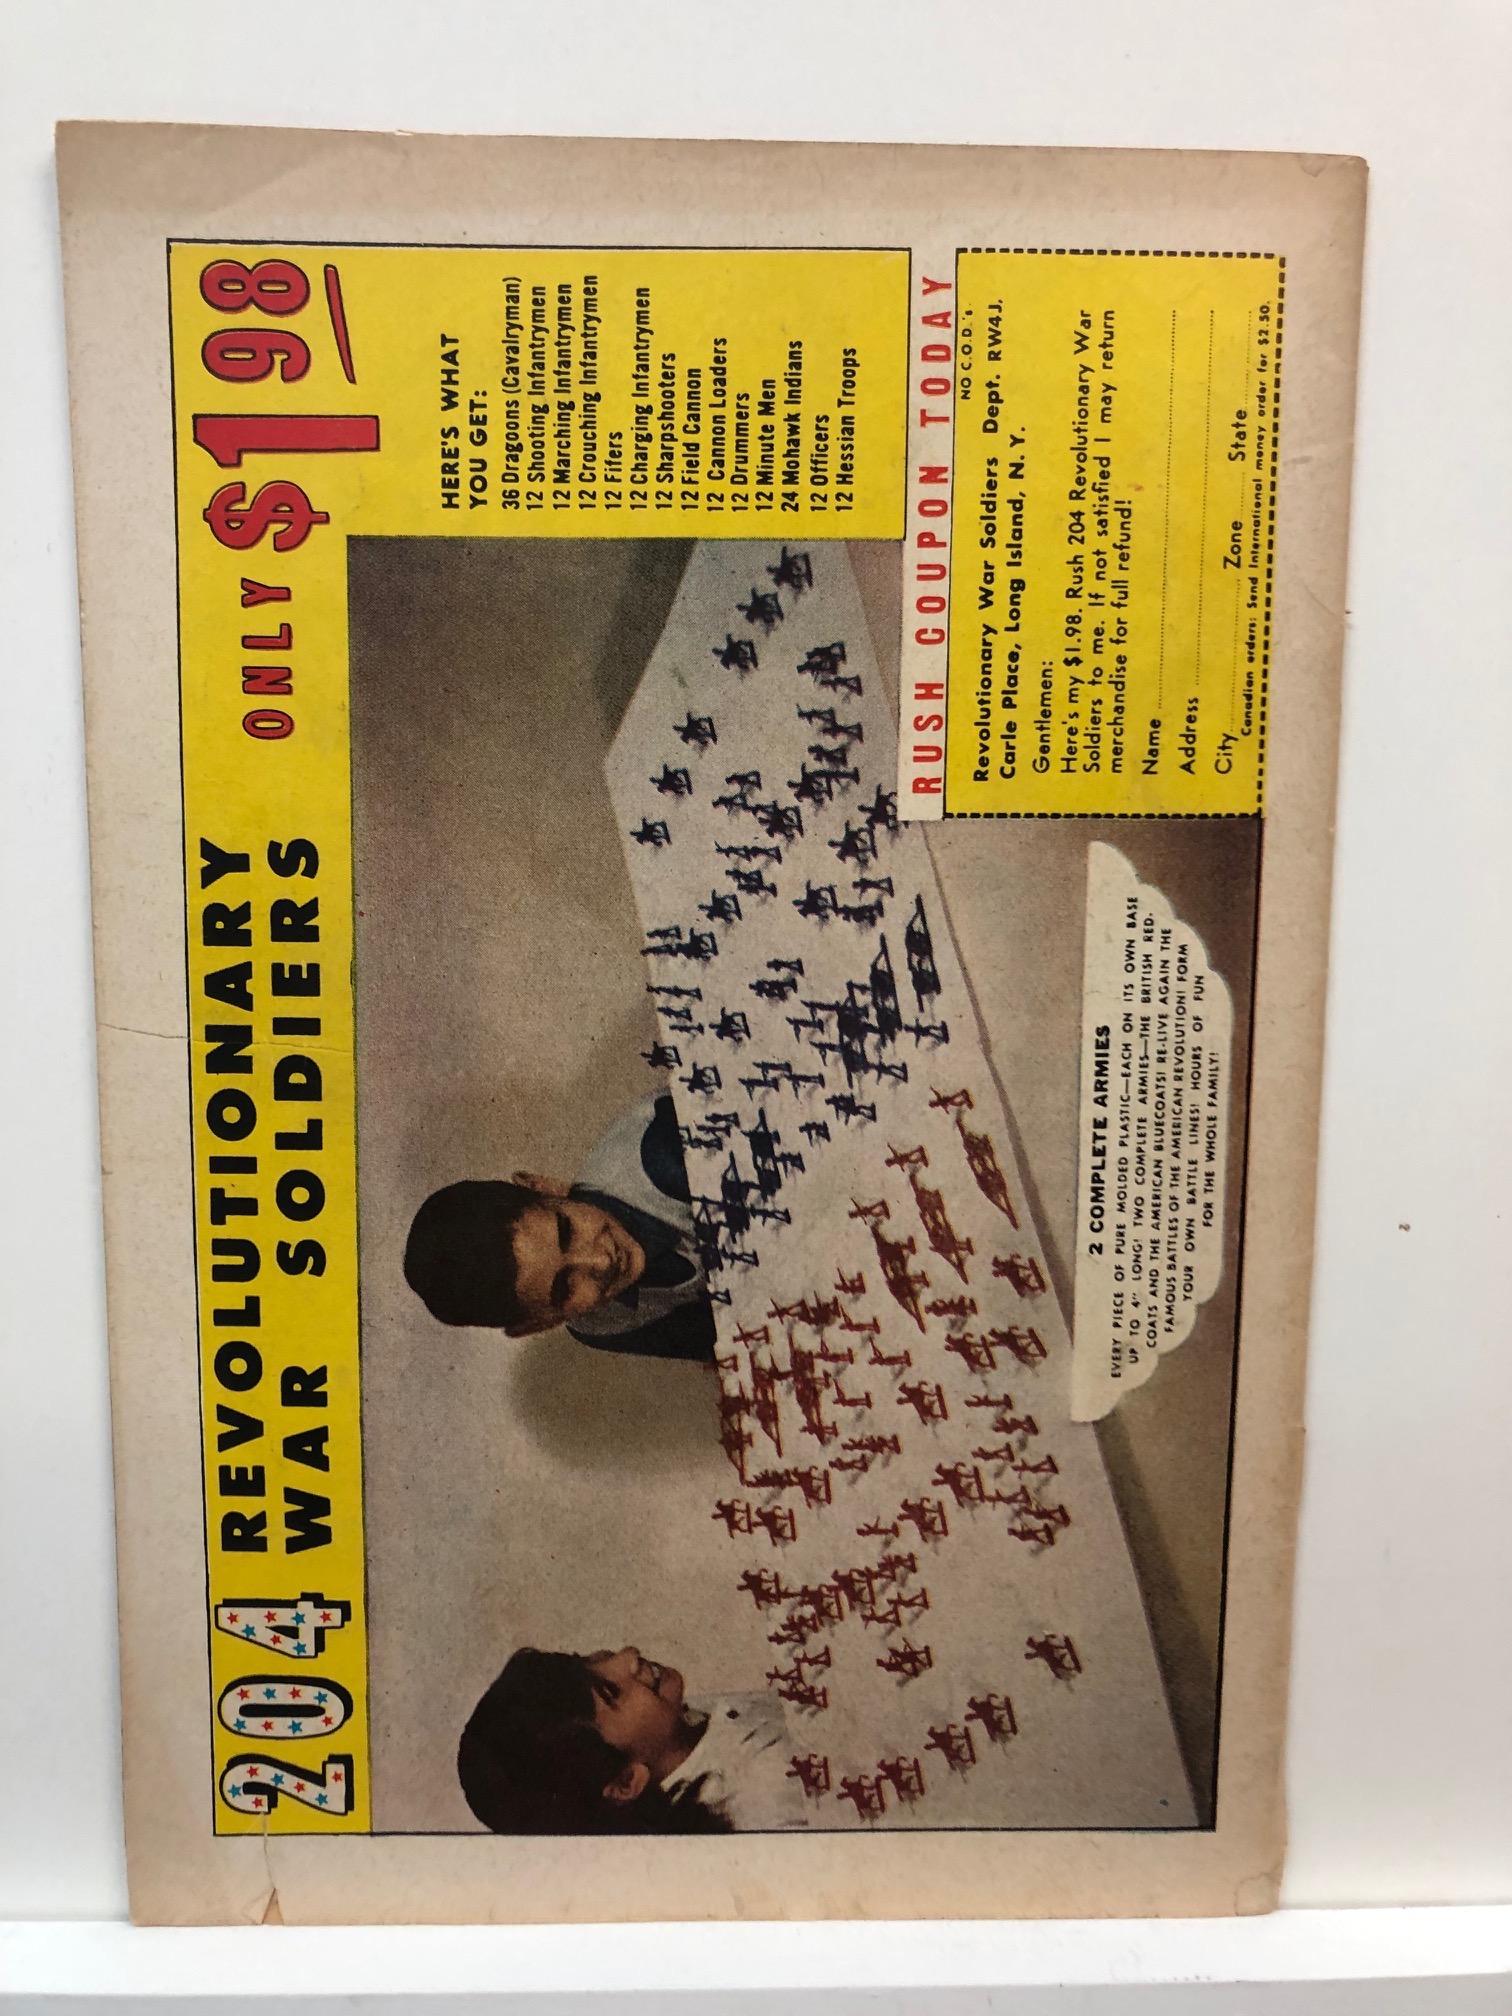 204 REVOLUTIONARY
WAR SOLDIERS ONLY $1 98
HERE'S WHAT
YOU GET:
36 Dragoons (Cavalryman)
12 Shooting Infantrymen
12 Marching Infantrymen
12 Crouching Infantrymen
12 Fifers
12 Charging Infantrymen
12 Sharpshooters
12 Field Cannon
12 Cannon Loaders
12 Drummers
12 Minute Men
24 Mohawk Indians
12 Officers
12 Hessian Troops
RUSH COUPON TODAY
NO C.O.D.'s
Revolutionary War Soldiers Dept. RW4J,
Carle Place, Long Island, N. Y.
Gentlemen:
Here's my $1.98. Rush 204 Revolutionary War
Soldiers to me. If not satisfied I may return
merchandise for full refund!
Name
Address
City Zone State
Canadian orders: Send International money order for $2.50.
2 COMPLETE ARMIES
EVERY PIECE OF PURE MOLDED PLASTIC—EACH ON ITS OWN BASE
UP TO 4" LONG! TWO COMPLETE ARMIES—THE BRITISH RED.
COATS AND THE AMERICAN BLUECOATS! RE-LIVE AGAIN THE
FAMOUS BATTLES OF THE AMERICAN REVOLUTION! FORM
YOUR OWN BATTLE LINES! HOURS OF FUN
FOR THE WHOLE FAMILY!